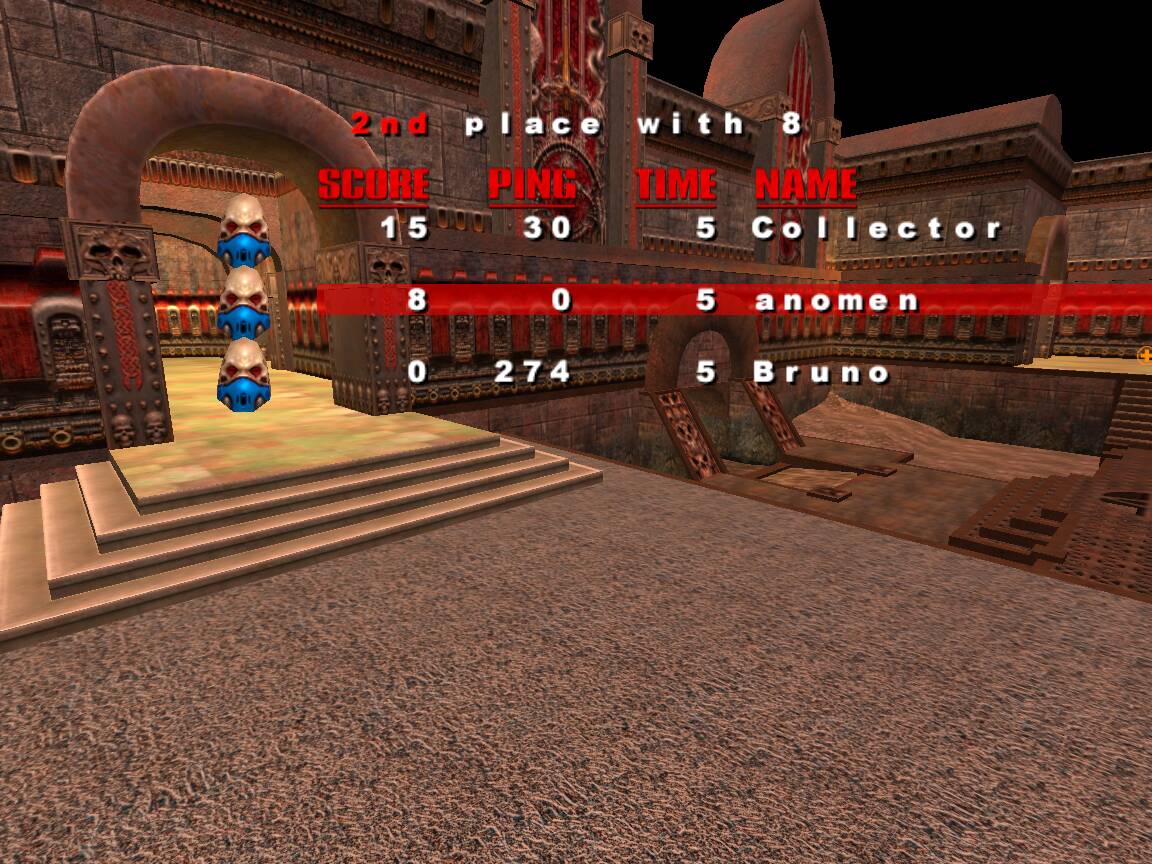 2nd place with 8
SCORE PING TIME NAME
15 30 5 Collector
8 0 5 anomen
0 274 5 Bruno